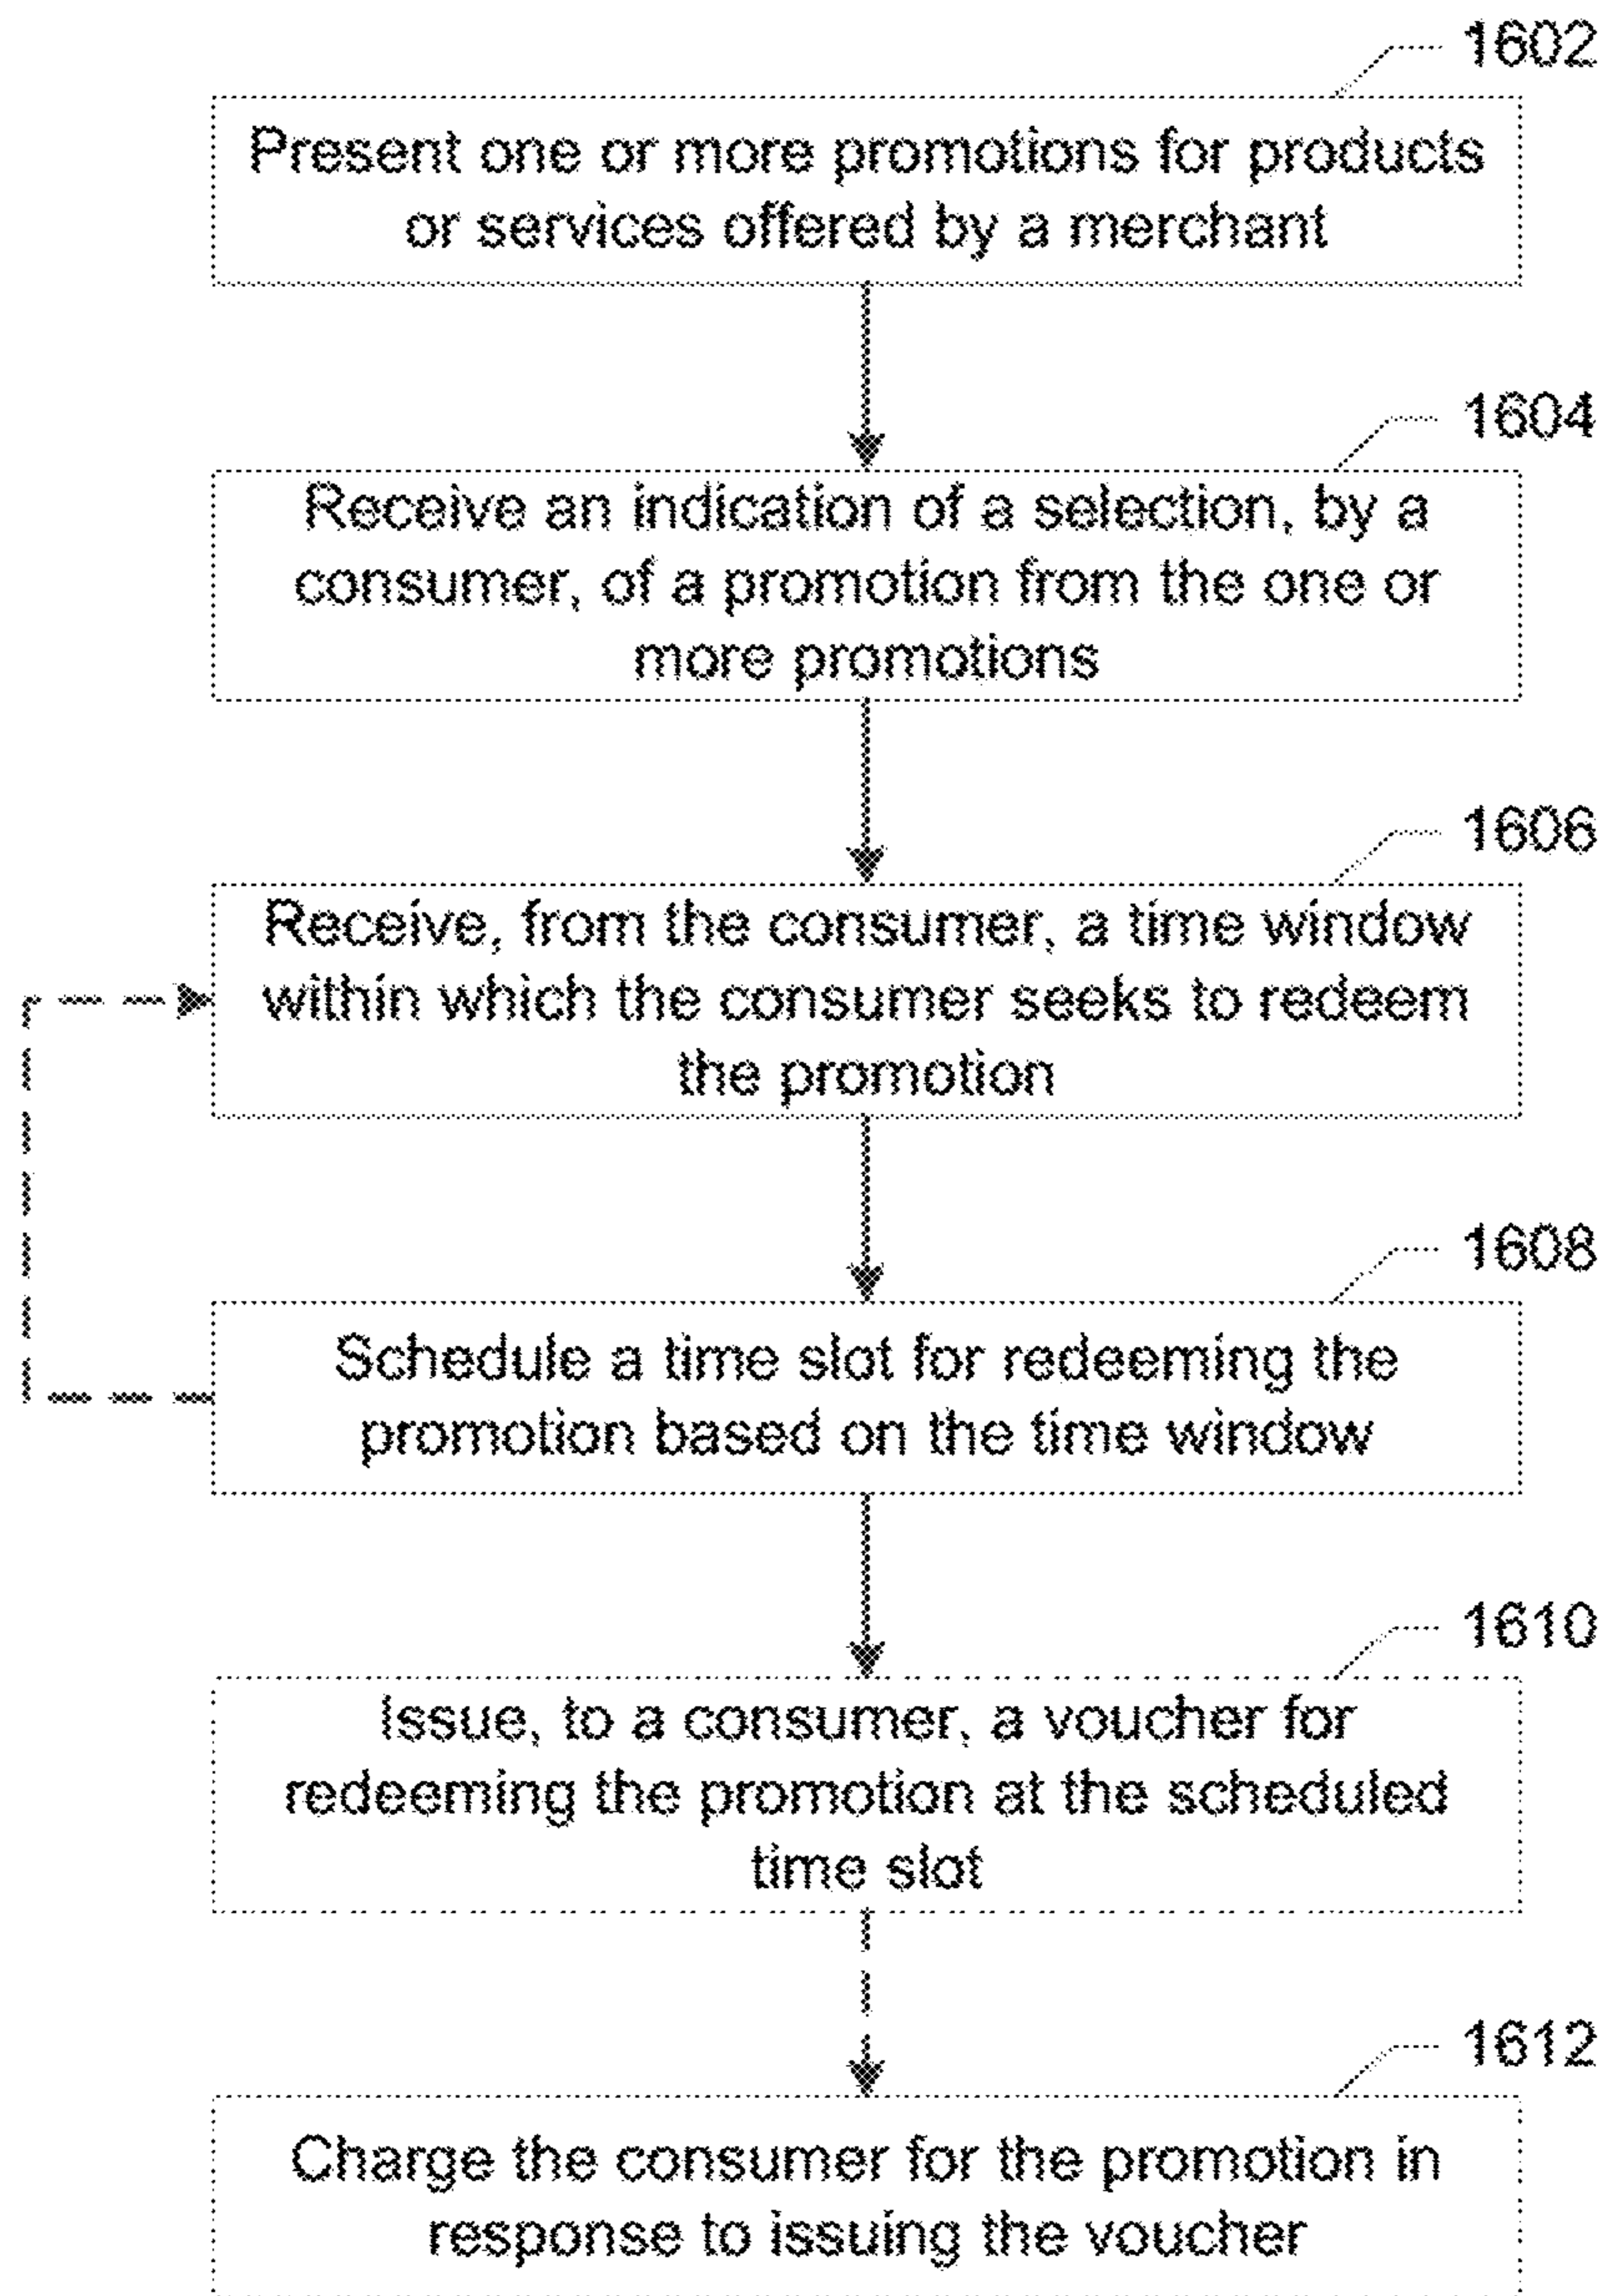 1602
Present one or more promotions for products
or services offered by a merchant
1604
Receive an indication of a selection, by a
consumer, of a promotion from the one or
more promotions
1606
Receive, from the consumer, a time window
within which the consumer seeks to redeem
the promotion
1608
Schedule a time slot for redeeming the
promotion based on the time window
1610
Issue, to a consumer, a voucher for
redeeming the promotion at the scheduled
time slot
1612
Charge the consumer for the promotion in
response to issuing the voucher